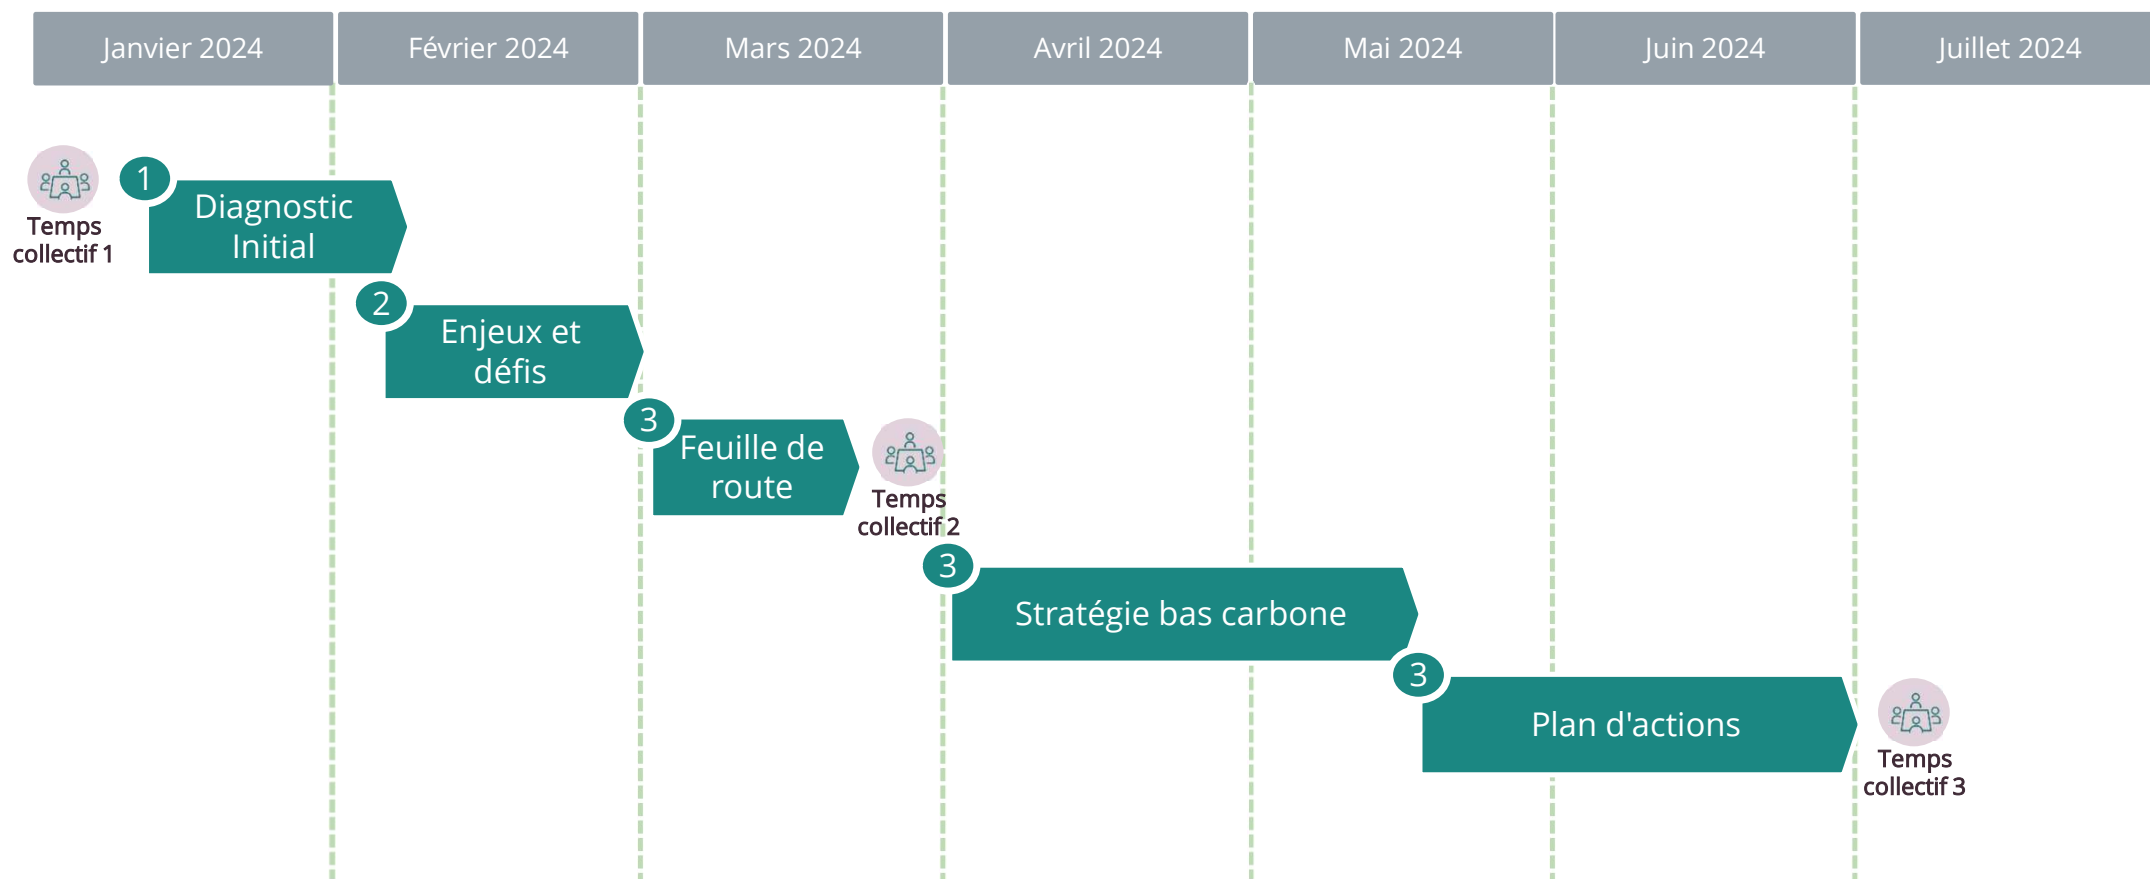 Janvier 2024
Février 2024
Mars 2024
Avril 2024
Mai 2024
Juin 2024
Juillet 2024
Temps
collectif 1
1
Diagnostic
Initial
2
Enjeux et
défis
3
Feuille de
route
Temps
collectif 2
3
Stratégie bas carbone
3
Plan d'actions
Temps
collectif 3